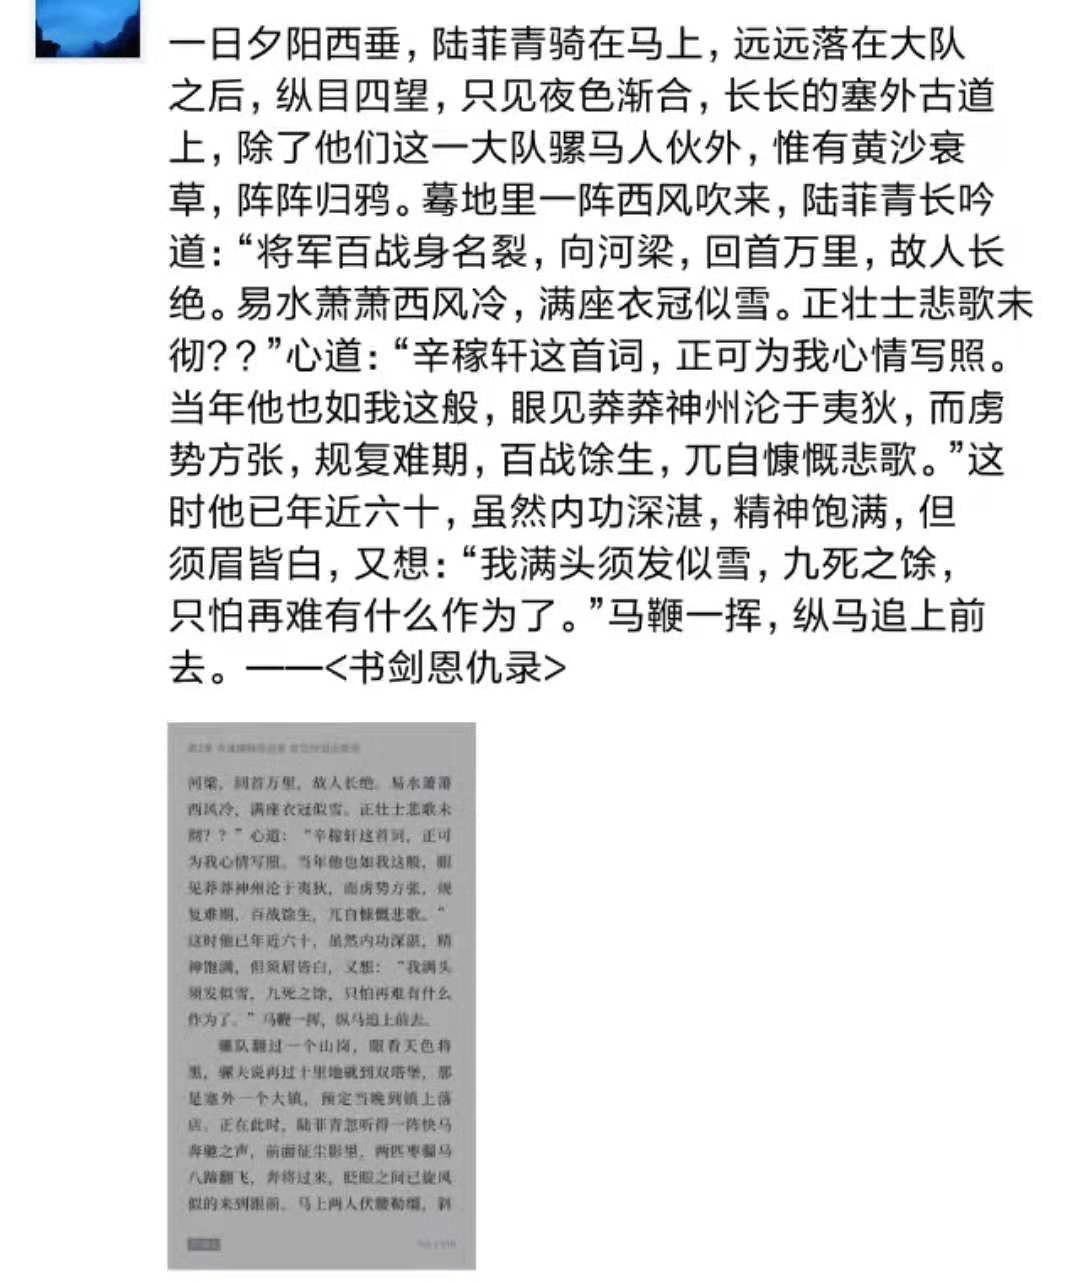 一日夕阳西垂，陆菲青骑在马上，远远落在大队
之后，纵目四望，只见夜色渐合，长长的塞外古道
上，除了他们这一大队骡马人伙外，惟有黄沙衰
草，阵阵归鸦。蓦地里一阵西风吹来，陆菲青长吟
道：“将军百战身名裂，向河梁，回首万里，故人长
绝。易水萧萧西风冷，满座衣冠似雪。正壮士悲歌未
彻？？”心道：“辛稼轩这首词，正可为我心情写照。
当年他也如我这般，眼见莽莽神州沦于夷狄，而虏
势方张，规复难期，百战馀生，兀自慷慨悲歌。”这
时他已年近六十，虽然内功深湛，精神饱满，但
须眉皆白，又想：“我满头须发似雪，九死之馀，
只怕再难有什么作为了。”马鞭一挥，纵马追上前
去。——<书剑恩仇录>
河梁，回首万里，故人长绝。易水萧萧
西风冷，满座衣冠似雪。正壮士悲歌未
彻？？”心道：“辛稼轩这首词，正可
为我心情写照。当年他也如我这般，眼
见莽莽神州沦于夷狄，而虏势方张，规
复难期，百战馀生，兀自慷慨悲歌。”
这时他已年近六十，虽然内功深湛，精
神饱满，但须眉皆白，又想：“我满头
须发似雪，九死之馀，只怕再难有什么
作为了。”马鞭一挥，纵马追上前去。
骡队翻过一个山岗，眼看天色将
黑，骡夫说再过十里地就到双塔堡，那
是塞外一个大镇，预定当晚到镇上落
店。正在此时，陆菲青忽听得一阵快马
奔驰之声，前面征尘影里，两匹枣骝马
八蹄翻飞，奔将过来，眨眼之间已旋风
似的来到跟前。马上两人伏腰勒缰，斜